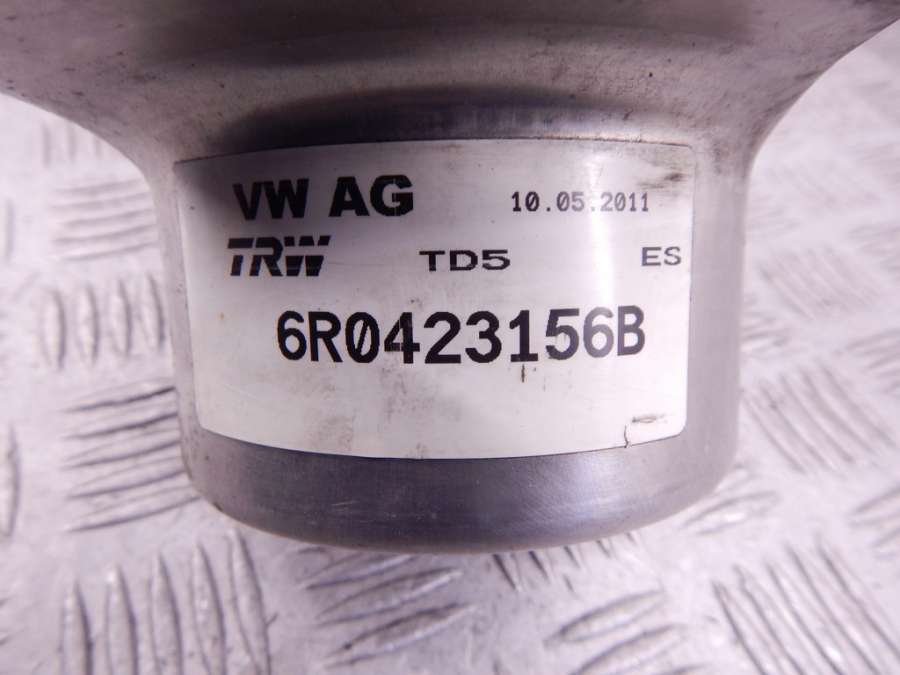 VW AG 10.05.2011
TRW TD5 ES
6R0423156B